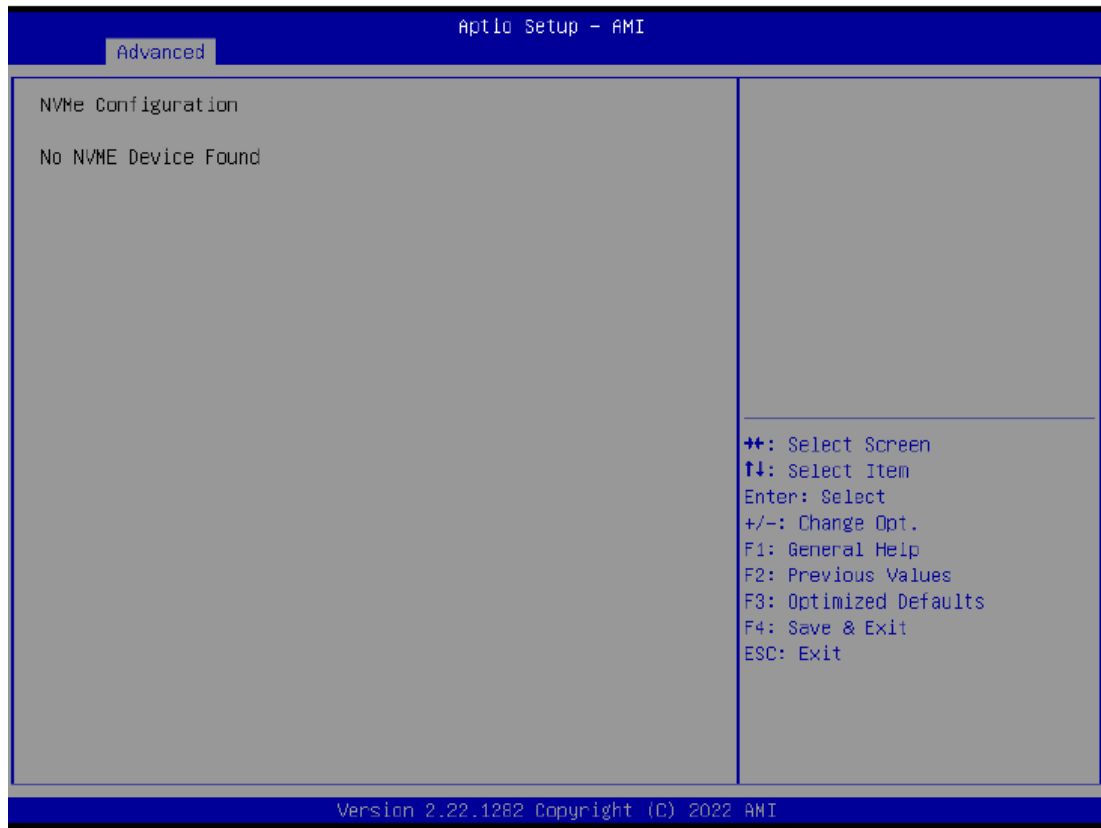 Aptio Setup – AMI
Advanced
NVMe Configuration
No NVME Device Found
→←: Select Screen
↑↓: Select Item
Enter: Select
+/-: Change Opt.
F1: General Help
F2: Previous Values
F3: Optimized Defaults
F4: Save & Exit
ESC: Exit
Version 2.22.1282 Copyright (C) 2022 AMI